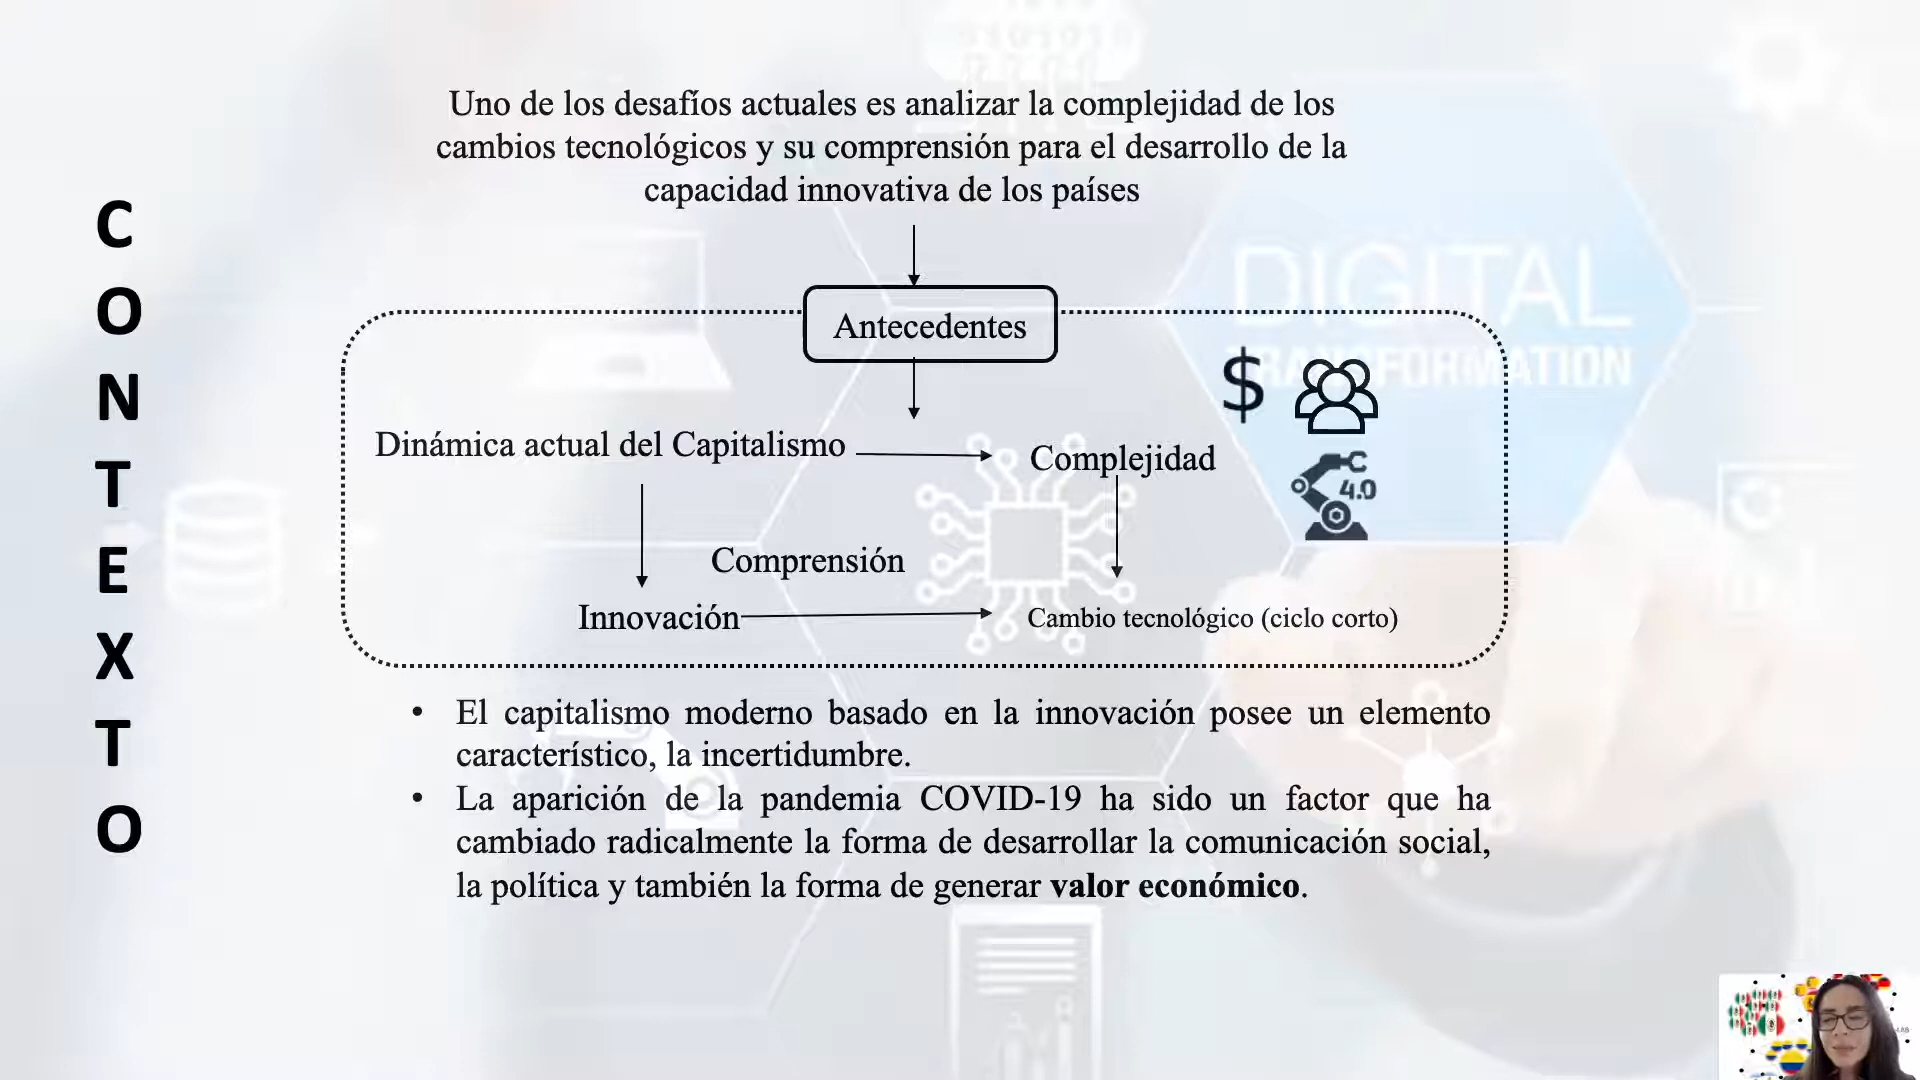 CONTEXTO
Uno de los desafíos actuales es analizar la complejidad de los
cambios tecnológicos y su comprensión para el desarrollo de la
capacidad innovativa de los países
DIGITAL
TRANSFORMATION
Antecedentes
$
Dinámica actual del Capitalismo
Complejidad
4.0
Comprensión
Innovación
Cambio tecnológico (ciclo corto)
• El capitalismo moderno basado en la innovación posee un elemento
característico, la incertidumbre.
• La aparición de la pandemia COVID-19 ha sido un factor que ha
cambiado radicalmente la forma de desarrollar la comunicación social,
la política y también la forma de generar valor económico.